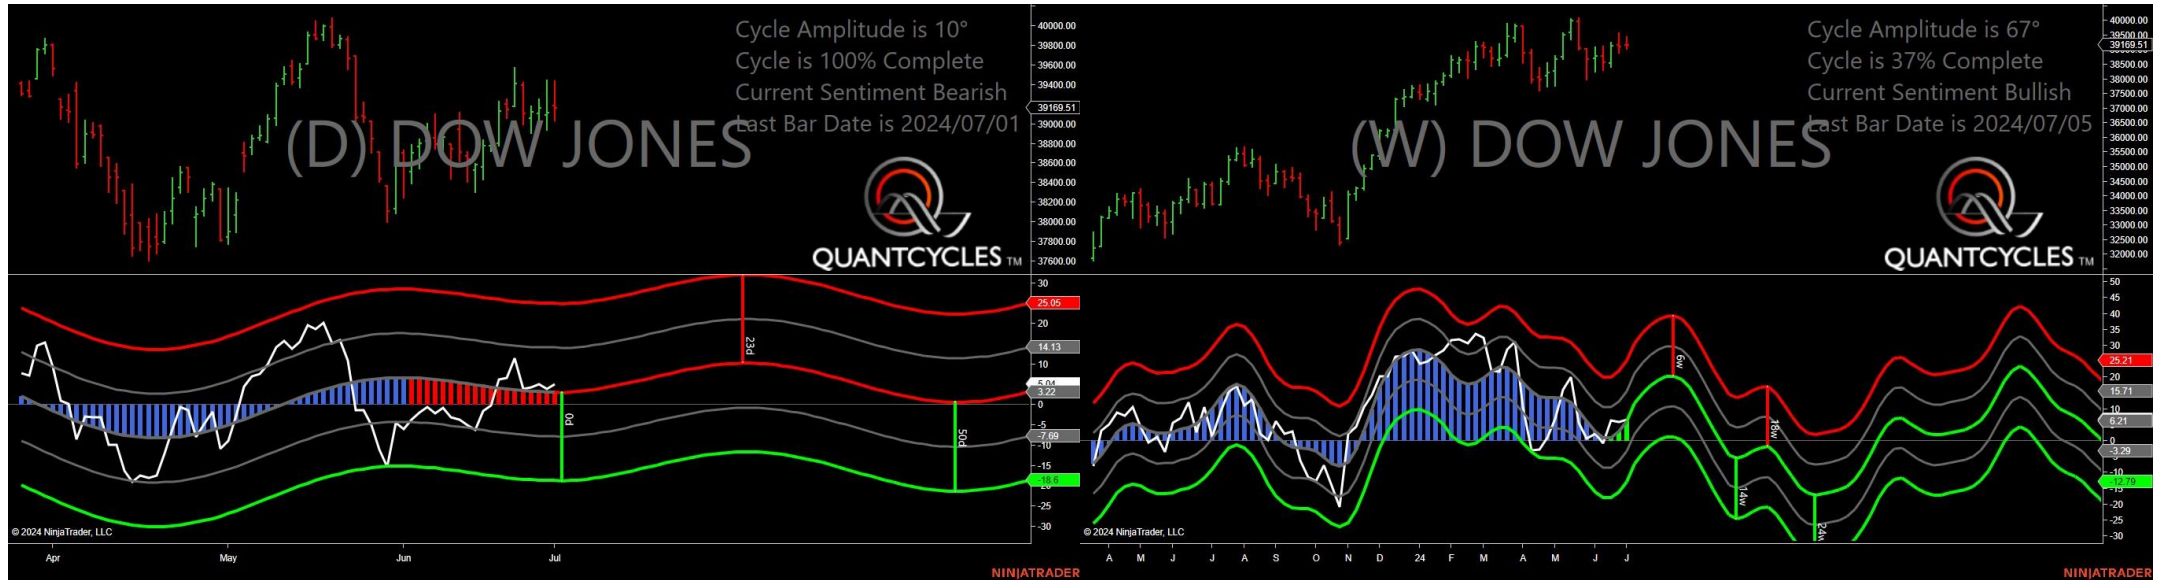 Cycle Amplitude is 10°
Cycle is 100% Complete
Current Sentiment Bearish
Last Bar Date is 2024/07/01
(D) DOW JONES
QUANTCYCLES TM
40000.00
39800.00
39600.00
39400.00
39169.51
39000.00
38800.00
38600.00
38400.00
38200.00
38000.00
37800.00
37600.00
30
25.05
20
14.13
10
5.04
3.22
0
-5
-7.69
-10
-15
-18.6
-25
-30
23d
0d
50d
© 2024 NinjaTrader, LLC
Apr
May
Jun
Jul
NINJATRADER
Cycle Amplitude is 67°
Cycle is 37% Complete
Current Sentiment Bullish
Last Bar Date is 2024/07/05
(W) DOW JONES
QUANTCYCLES TM
40000.00
39500.00
39169.51
38500.00
38000.00
37500.00
37000.00
36500.00
36000.00
35500.00
35000.00
34500.00
34000.00
33500.00
33000.00
32500.00
32000.00
50
45
40
35
30
25.21
20
15.71
10
6.21
0
-3.29
-10
-12.79
-20
-25
-30
6w
18w
14w
24w
© 2024 NinjaTrader, LLC
A M J J A S O N D 24 F M A M J J
NINJATRADER